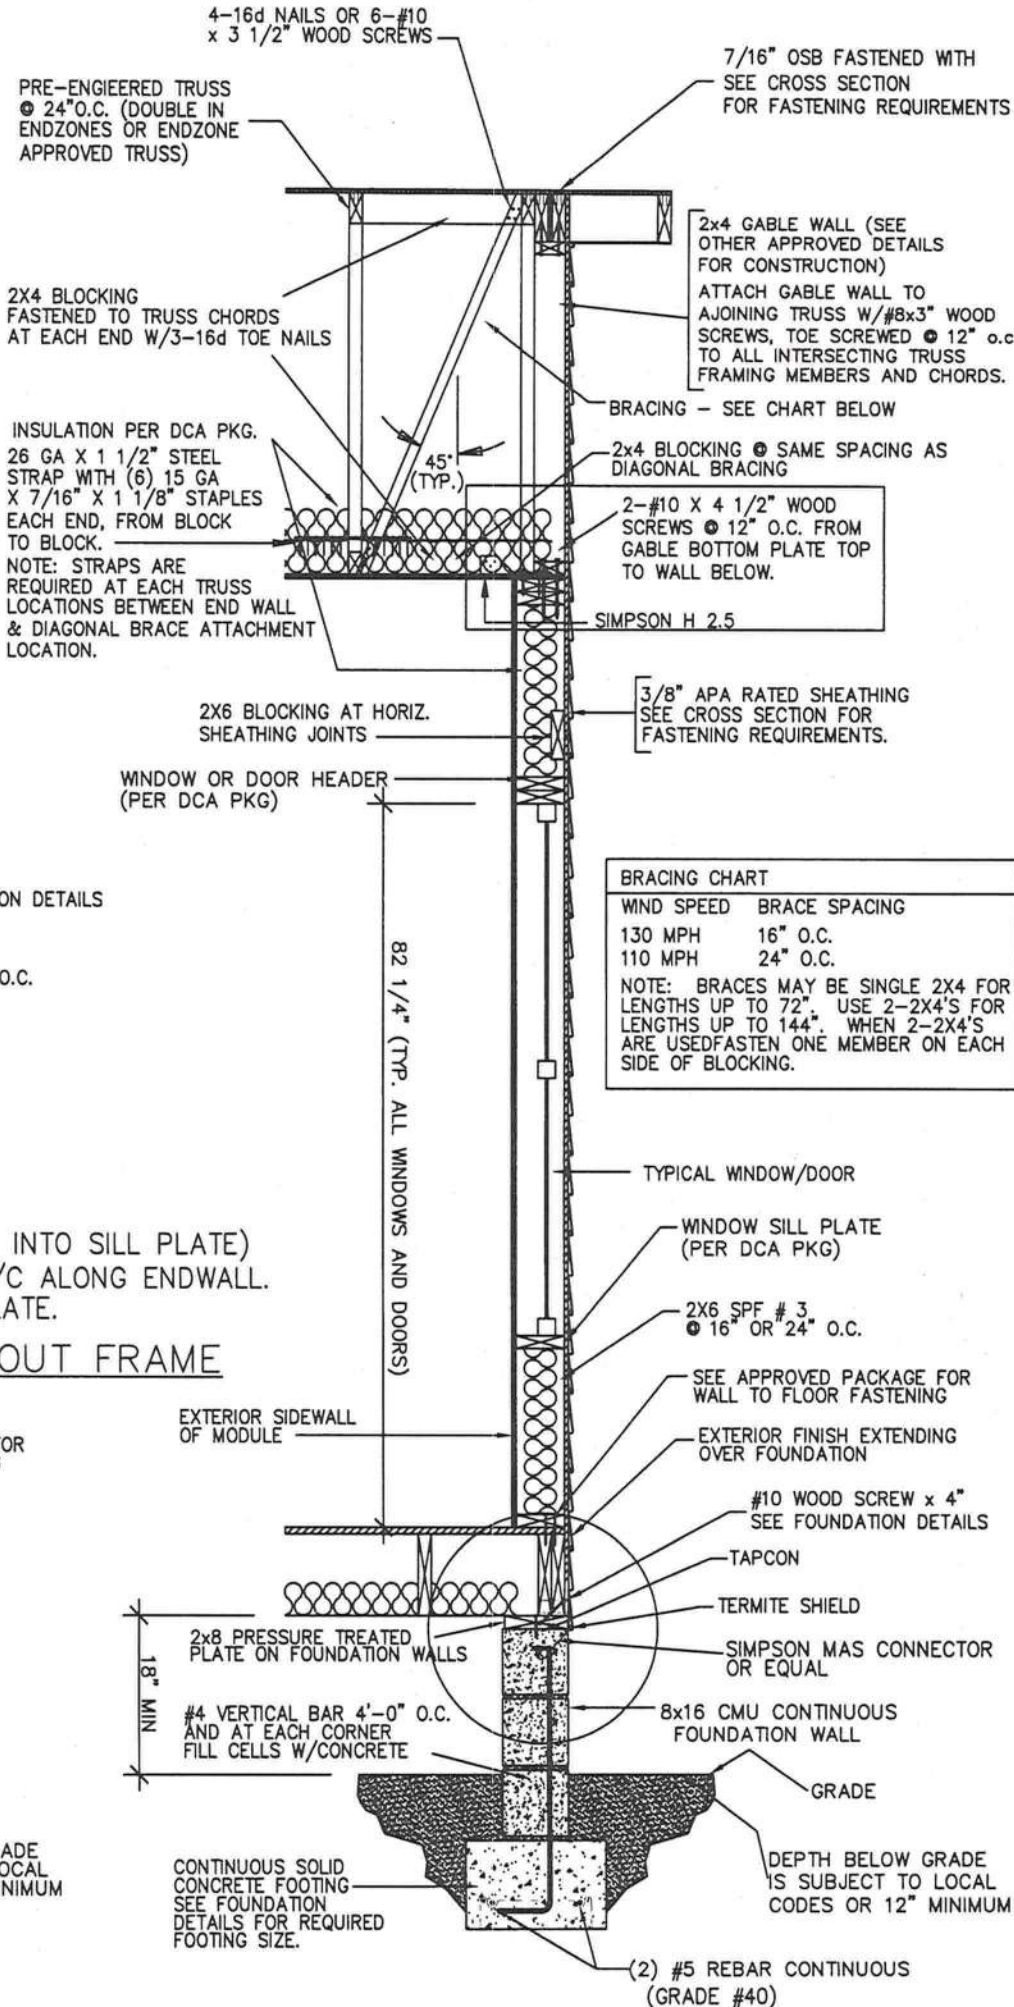 4-16d NAILS OR 6-#10
x 3 1/2" WOOD SCREWS
7/16" OSB FASTENED WITH
SEE CROSS SECTION
FOR FASTENING REQUIREMENTS
PRE-ENGIEERED TRUSS
@ 24"O.C. (DOUBLE IN
ENDZONES OR ENDZONE
APPROVED TRUSS)
2x4 GABLE WALL (SEE
OTHER APPROVED DETAILS
FOR CONSTRUCTION)
ATTACH GABLE WALL TO
AJOINING TRUSS W/#8x3" WOOD
SCREWS, TOE SCREWED @ 12" o.c
TO ALL INTERSECTING TRUSS
FRAMING MEMBERS AND CHORDS.
2X4 BLOCKING
FASTENED TO TRUSS CHORDS
AT EACH END W/3-16d TOE NAILS
BRACING - SEE CHART BELOW
INSULATION PER DCA PKG.
26 GA X 1 1/2" STEEL
STRAP WITH (6) 15 GA
X 7/16" X 1 1/8" STAPLES
EACH END, FROM BLOCK
TO BLOCK.
NOTE: STRAPS ARE
REQUIRED AT EACH TRUSS
LOCATIONS BETWEEN END WALL
& DIAGONAL BRACE ATTACHMENT
LOCATION.
45°
(TYP.)
2x4 BLOCKING @ SAME SPACING AS
DIAGONAL BRACING
2-#10 X 4 1/2" WOOD
SCREWS @ 12" O.C. FROM
GABLE BOTTOM PLATE TOP
TO WALL BELOW.
SIMPSON H 2.5
3/8" APA RATED SHEATHING
SEE CROSS SECTION FOR
FASTENING REQUIREMENTS.
2X6 BLOCKING AT HORIZ.
SHEATHING JOINTS
WINDOW OR DOOR HEADER
(PER DCA PKG)
ON DETAILS
O.C.
82 1/4" (TYP. ALL WINDOWS AND DOORS)
BRACING CHART
WIND SPEED BRACE SPACING
130 MPH 16" O.C.
110 MPH 24" O.C.
NOTE: BRACES MAY BE SINGLE 2X4 FOR
LENGTHS UP TO 72". USE 2-2X4'S FOR
LENGTHS UP TO 144". WHEN 2-2X4'S
ARE USEDFASTEN ONE MEMBER ON EACH
SIDE OF BLOCKING.
TYPICAL WINDOW/DOOR
INTO SILL PLATE)
/C ALONG ENDWALL.
ATE.
OUT FRAME
WINDOW SILL PLATE
(PER DCA PKG)
2X6 SPF # 3
@ 16" OR 24" O.C.
SEE APPROVED PACKAGE FOR
WALL TO FLOOR FASTENING
EXTERIOR SIDEWALL
OF MODULE
TOR
EXTERIOR FINISH EXTENDING
OVER FOUNDATION
#10 WOOD SCREW x 4"
SEE FOUNDATION DETAILS
TAPCON
TERMITE SHIELD
2x8 PRESSURE TREATED
PLATE ON FOUNDATION WALLS
SIMPSON MAS CONNECTOR
OR EQUAL
18" MIN
#4 VERTICAL BAR 4'-0" O.C.
AND AT EACH CORNER
FILL CELLS W/CONCRETE
8x16 CMU CONTINUOUS
FOUNDATION WALL
GRADE
ADE
LOCAL
NIMUM
CONTINUOUS SOLID
CONCRETE FOOTING
SEE FOUNDATION
DETAILS FOR REQUIRED
FOOTING SIZE.
DEPTH BELOW GRADE
IS SUBJECT TO LOCAL
CODES OR 12" MINIMUM
(2) #5 REBAR CONTINUOUS
(GRADE #40)